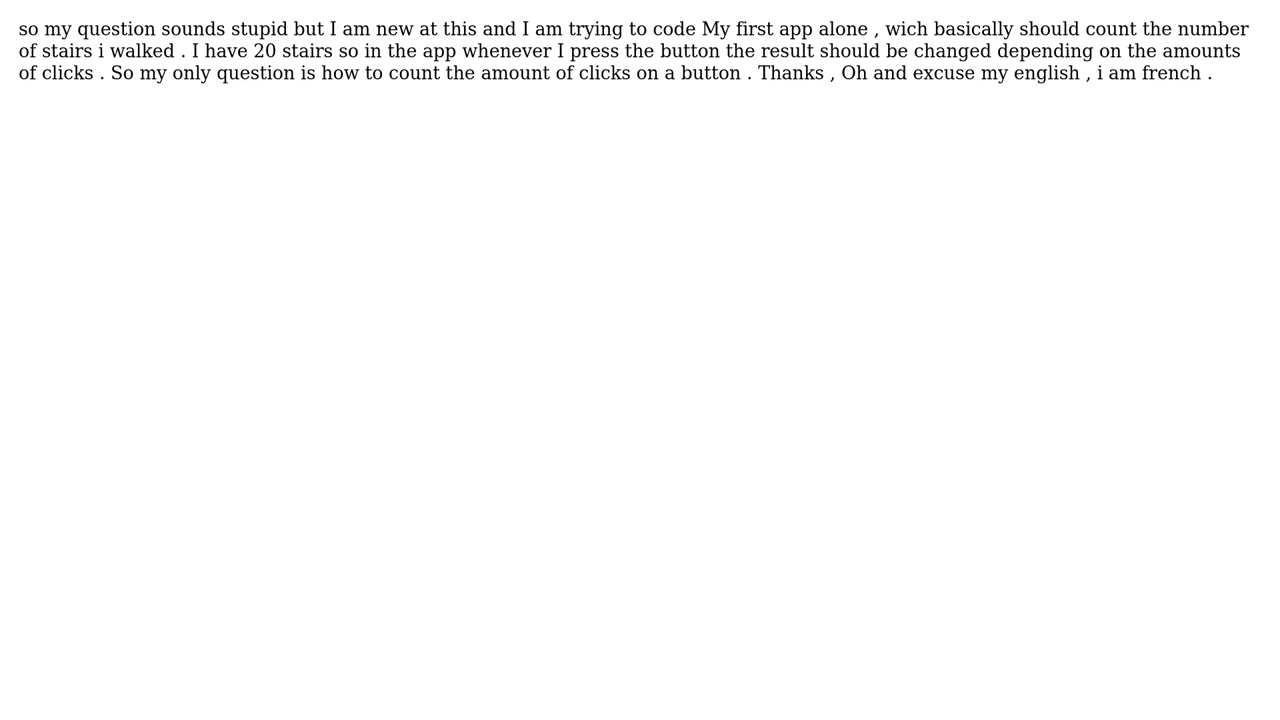 so my question sounds stupid but I am new at this and I am trying to code My first app alone , wich basically should count the number
of stairs i walked . I have 20 stairs so in the app whenever I press the button the result should be changed depending on the amounts
of clicks . So my only question is how to count the amount of clicks on a button . Thanks , Oh and excuse my english , i am french .